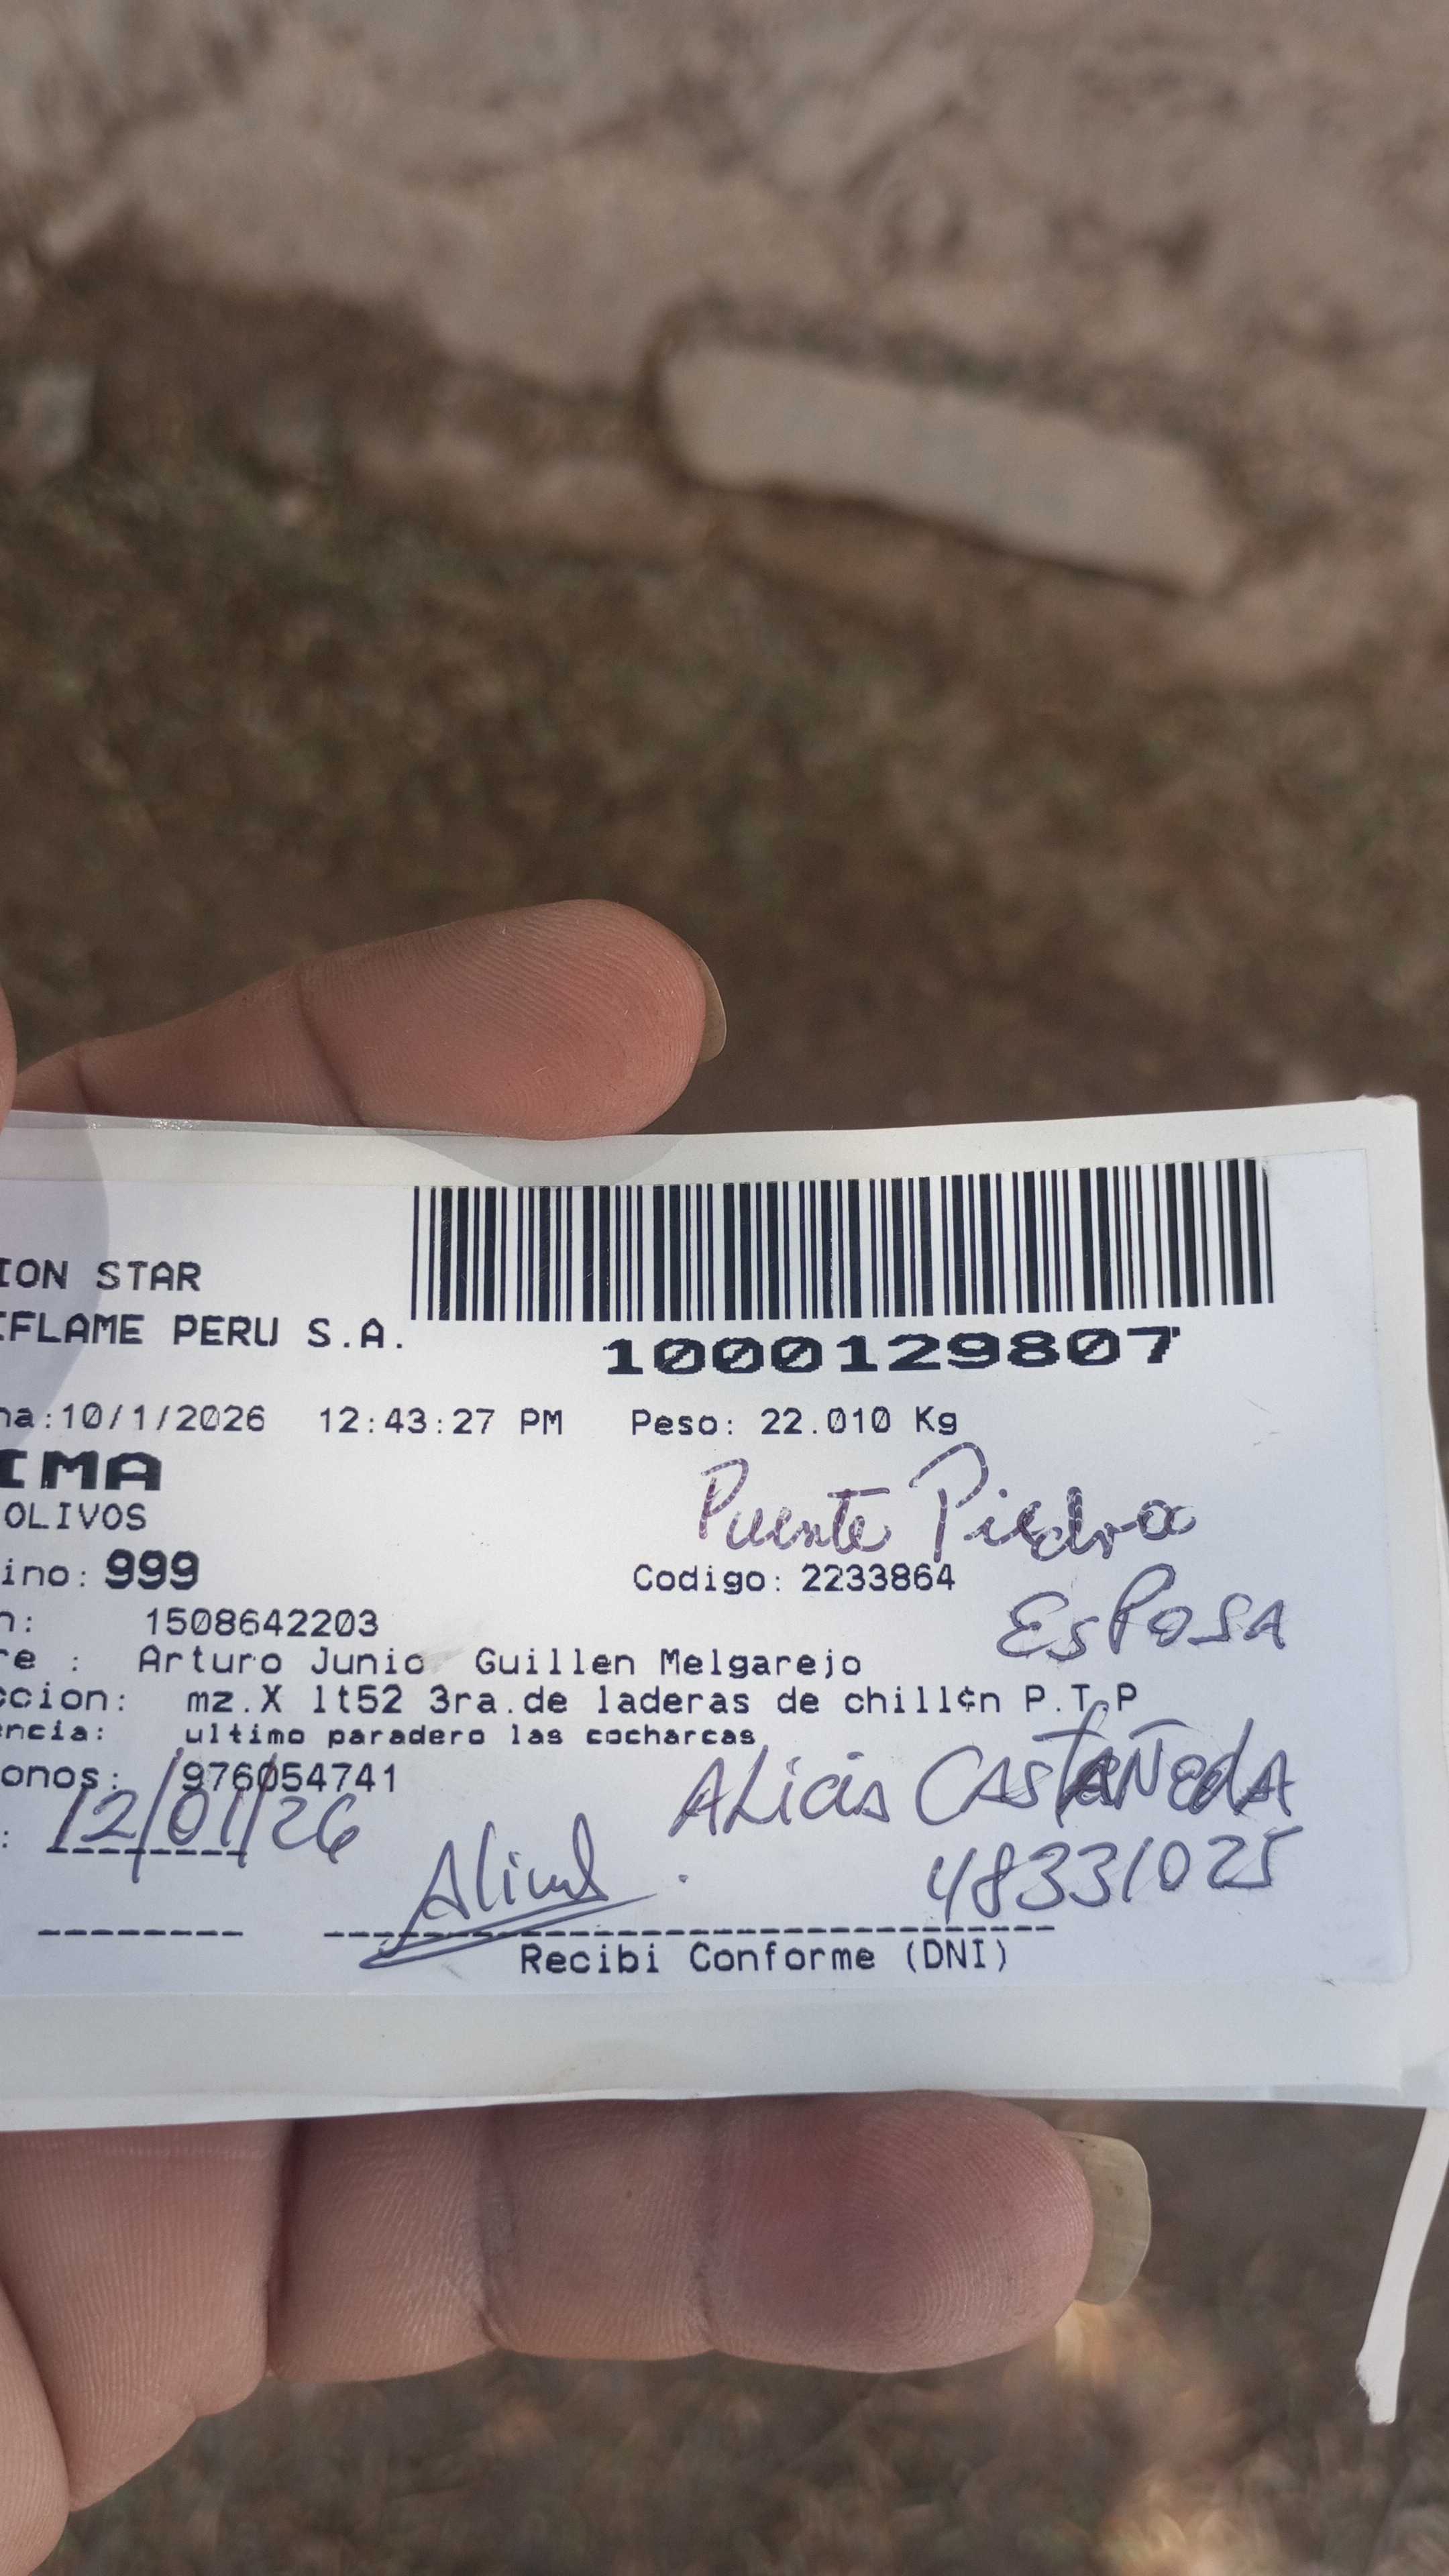 ION STAR
IFLAME PERU S.A.
1000129807
ha:10/1/2026 12:43:27 PM Peso: 22.010 Kg
IMA
Puente Piedra
OLIVOS
ino: 999 Codigo: 2233864
ESPOSA
n: 1508642203
re : Arturo Junio Guillen Melgarejo
ccion: mz.X lt52 3ra.de laderas de chill¢n P.T.P
encia: ultimo paradero las cocharcas
onos: 976054741
ALicia CASTAÑedA
: 12/01/26
48331025
Recibi Conforme (DNI)